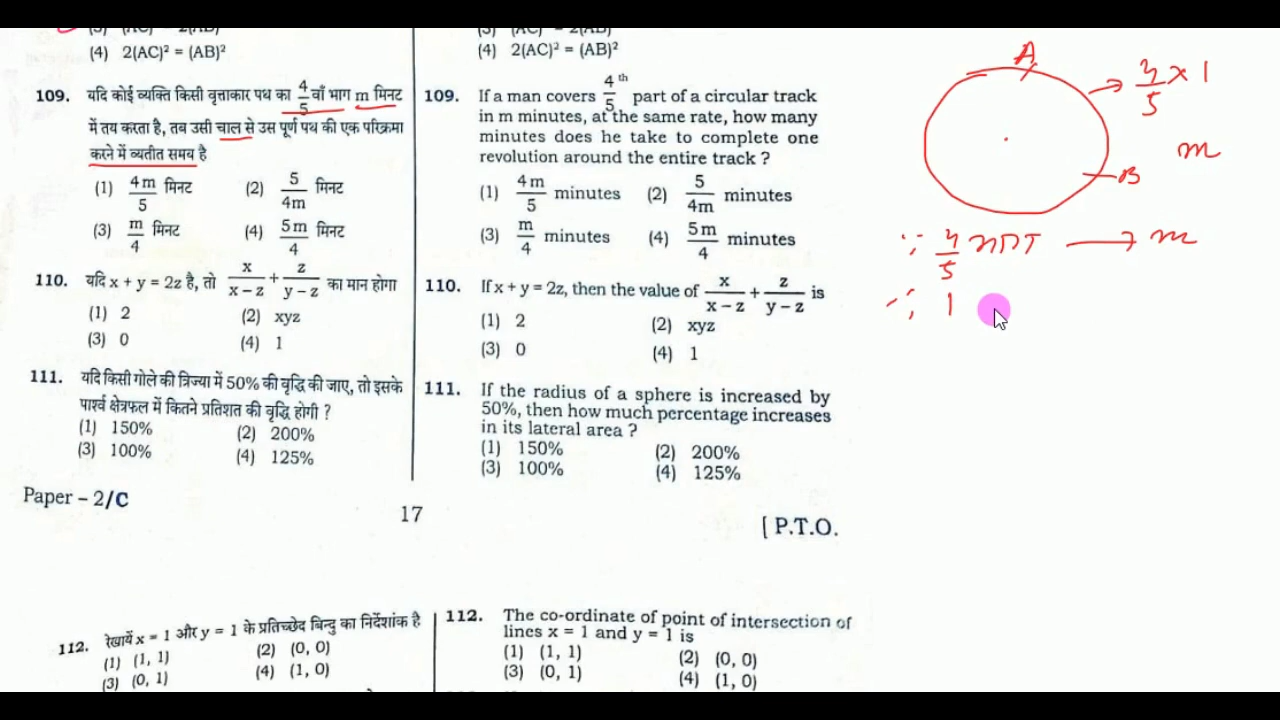 (4) 2(AC)² = (AB)²
109. यदि कोई व्यक्ति किसी वृत्ताकार पथ का 4/5 वाँ भाग m मिनट
में तय करता है, तब उसी चाल से उस पूर्ण पथ की एक परिक्रमा
करने में व्यतीत समय है
(1) 4m/5 मिनट (2) 5/4m मिनट
(3) m/4 मिनट (4) 5m/4 मिनट
110. यदि x + y = 2z है, तो x/x – z + z/y – z का मान होगा
(1) 2 (2) xyz
(3) 0 (4) 1
111. यदि किसी गोले की त्रिज्या में 50% की वृद्धि की जाए, तो इसके
पार्श्व क्षेत्रफल में कितने प्रतिशत की वृद्धि होगी ?
(1) 150% (2) 200%
(3) 100% (4) 125%
(3) (AC)² = 2(AB)²
(4) 2(AC)² = (AB)²
109. If a man covers 4/5 th part of a circular track
in m minutes, at the same rate, how many
minutes does he take to complete one
revolution around the entire track ?
(1) 4m/5 minutes (2) 5/4m minutes
(3) m/4 minutes (4) 5m/4 minutes
110. If x + y = 2z, then the value of x/x – z + z/y – z is
(1) 2 (2) xyz
(3) 0 (4) 1
111. If the radius of a sphere is increased by
50%, then how much percentage increases
in its lateral area ?
(1) 150% (2) 200%
(3) 100% (4) 125%
Paper – 2/C
17
[ P.T.O.
112. रेखायें x = 1 और y = 1 के प्रतिच्छेद बिन्दु का निर्देशांक है
(1) (1, 1) (2) (0, 0)
(3) (0, 1) (4) (1, 0)
112. The co-ordinate of point of intersection of
lines x = 1 and y = 1 is
(1) (1, 1) (2) (0, 0)
(3) (0, 1) (4) (1, 0)
A
4/5 × 1
m
B
∵ 4/5 भाग → m
∴ 1